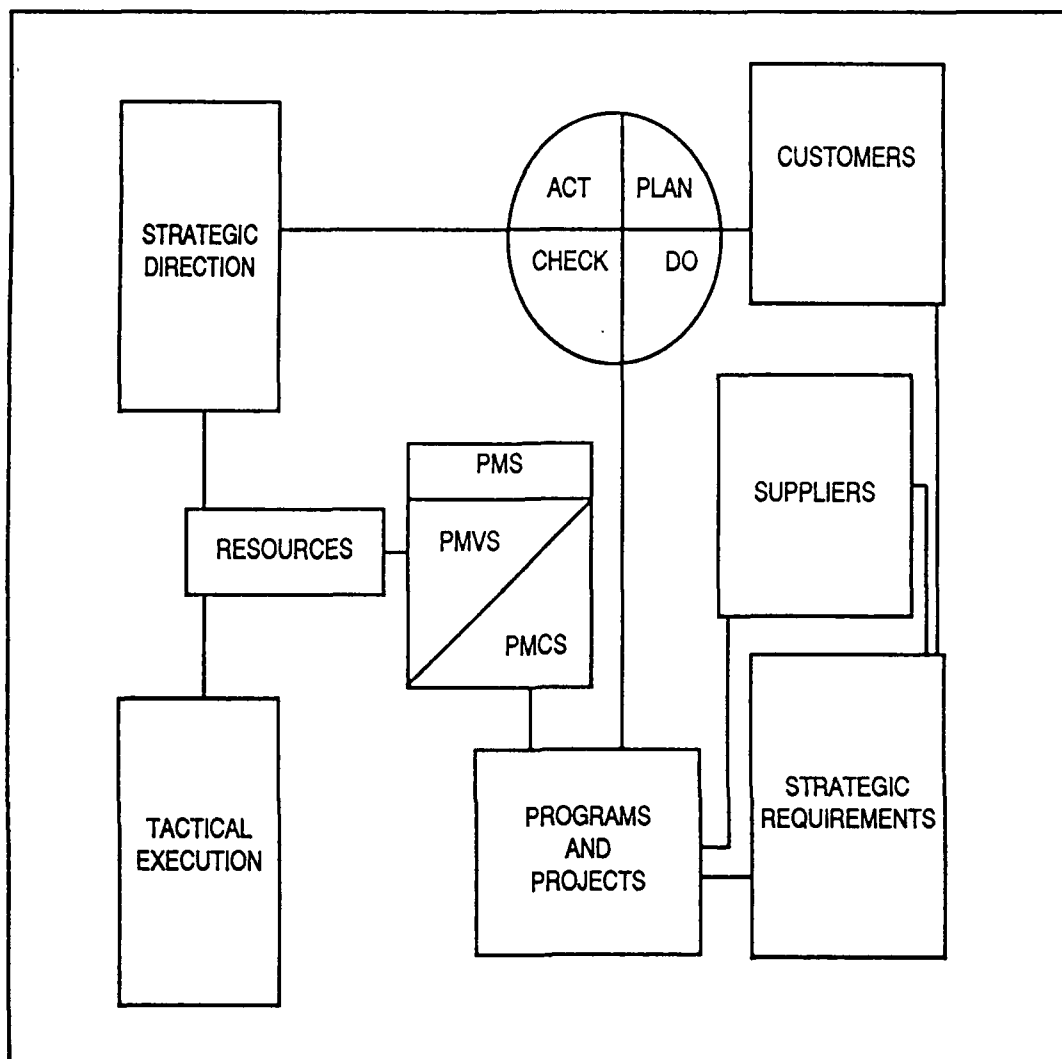 CUSTOMERS
ACT PLAN
CHECK DO
STRATEGIC
DIRECTION
PMS
SUPPLIERS
RESOURCES
PMVS
PMCS
STRATEGIC
REQUIREMENTS
PROGRAMS
AND
PROJECTS
TACTICAL
EXECUTION